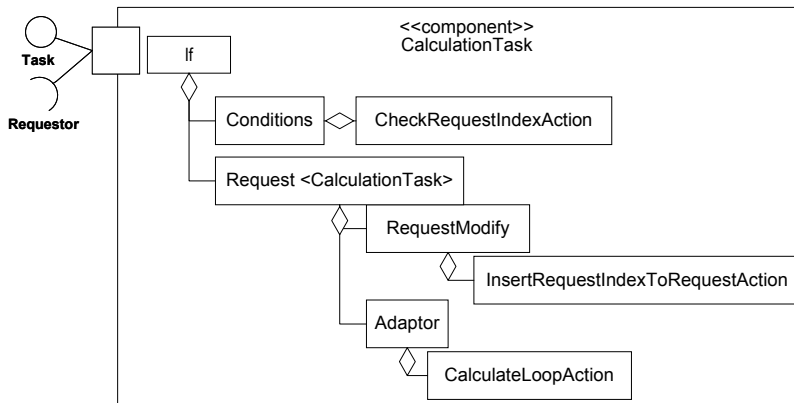 <<component>>
CalculationTask
If
Task
Requestor
Conditions
CheckRequestIndexAction
Request <CalculationTask>
RequestModify
InsertRequestIndexToRequestAction
Adaptor
CalculateLoopAction